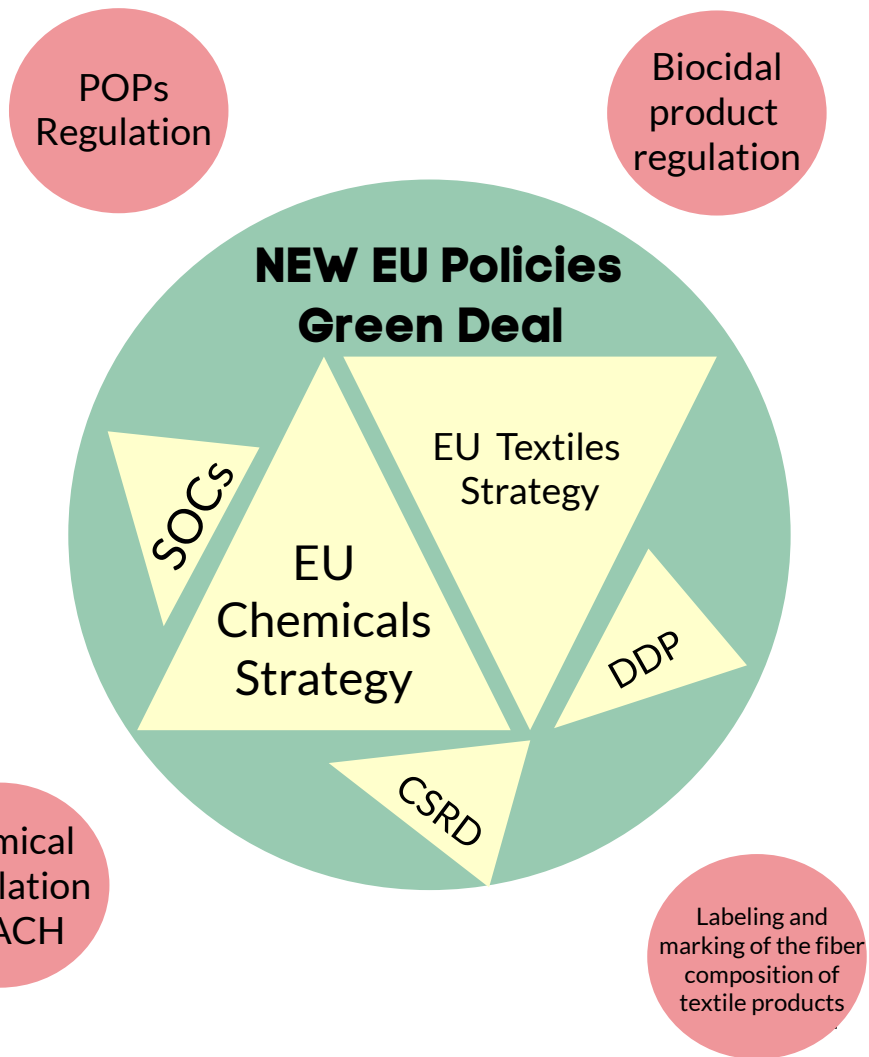 POPs
Regulation
Biocidal
product
regulation
NEW EU Policies
Green Deal
EU Textiles
Strategy
SOCs
EU
Chemicals
Strategy
DDP
CSRD
mical
lation
ACH
Labeling and
marking of the fiber
composition of
textile products